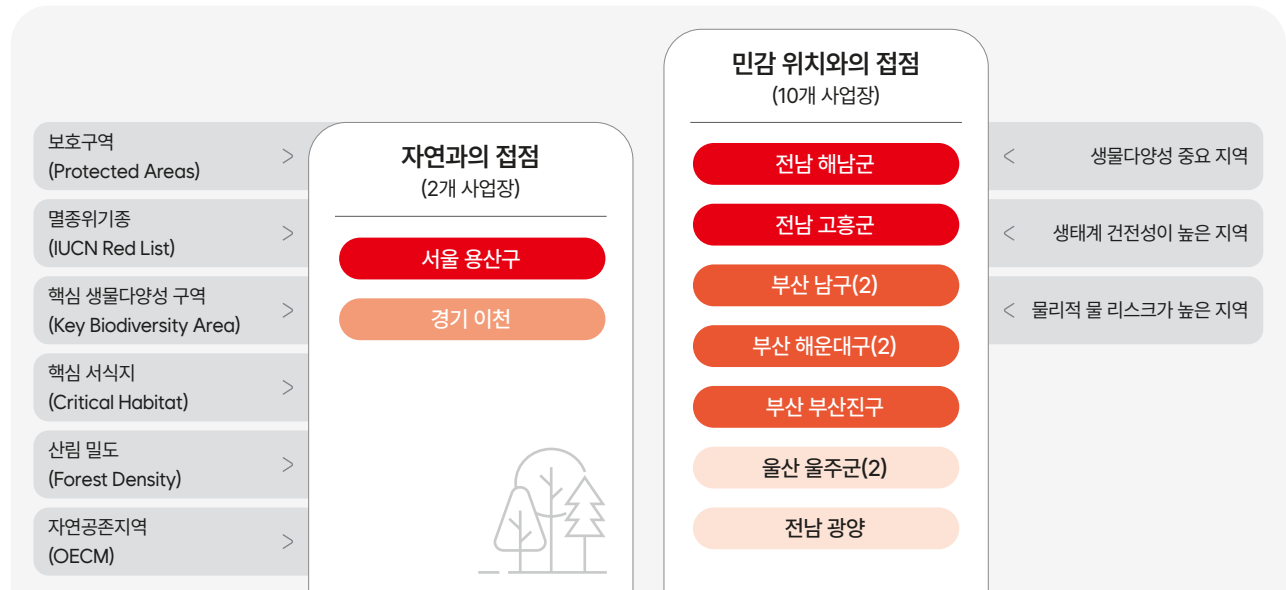 보호구역
(Protected Areas)
멸종위기종
(IUCN Red List)
핵심 생물다양성 구역
(Key Biodiversity Area)
핵심 서식지
(Critical Habitat)
산림 밀도
(Forest Density)
자연공존지역
(OECM)
자연과의 접점
(2개 사업장)
서울 용산구
경기 이천
민감 위치와의 접점
(10개 사업장)
전남 해남군
전남 고흥군
부산 남구(2)
부산 해운대구(2)
부산 부산진구
울산 울주군(2)
전남 광양
생물다양성 중요 지역
생태계 건전성이 높은 지역
물리적 물 리스크가 높은 지역